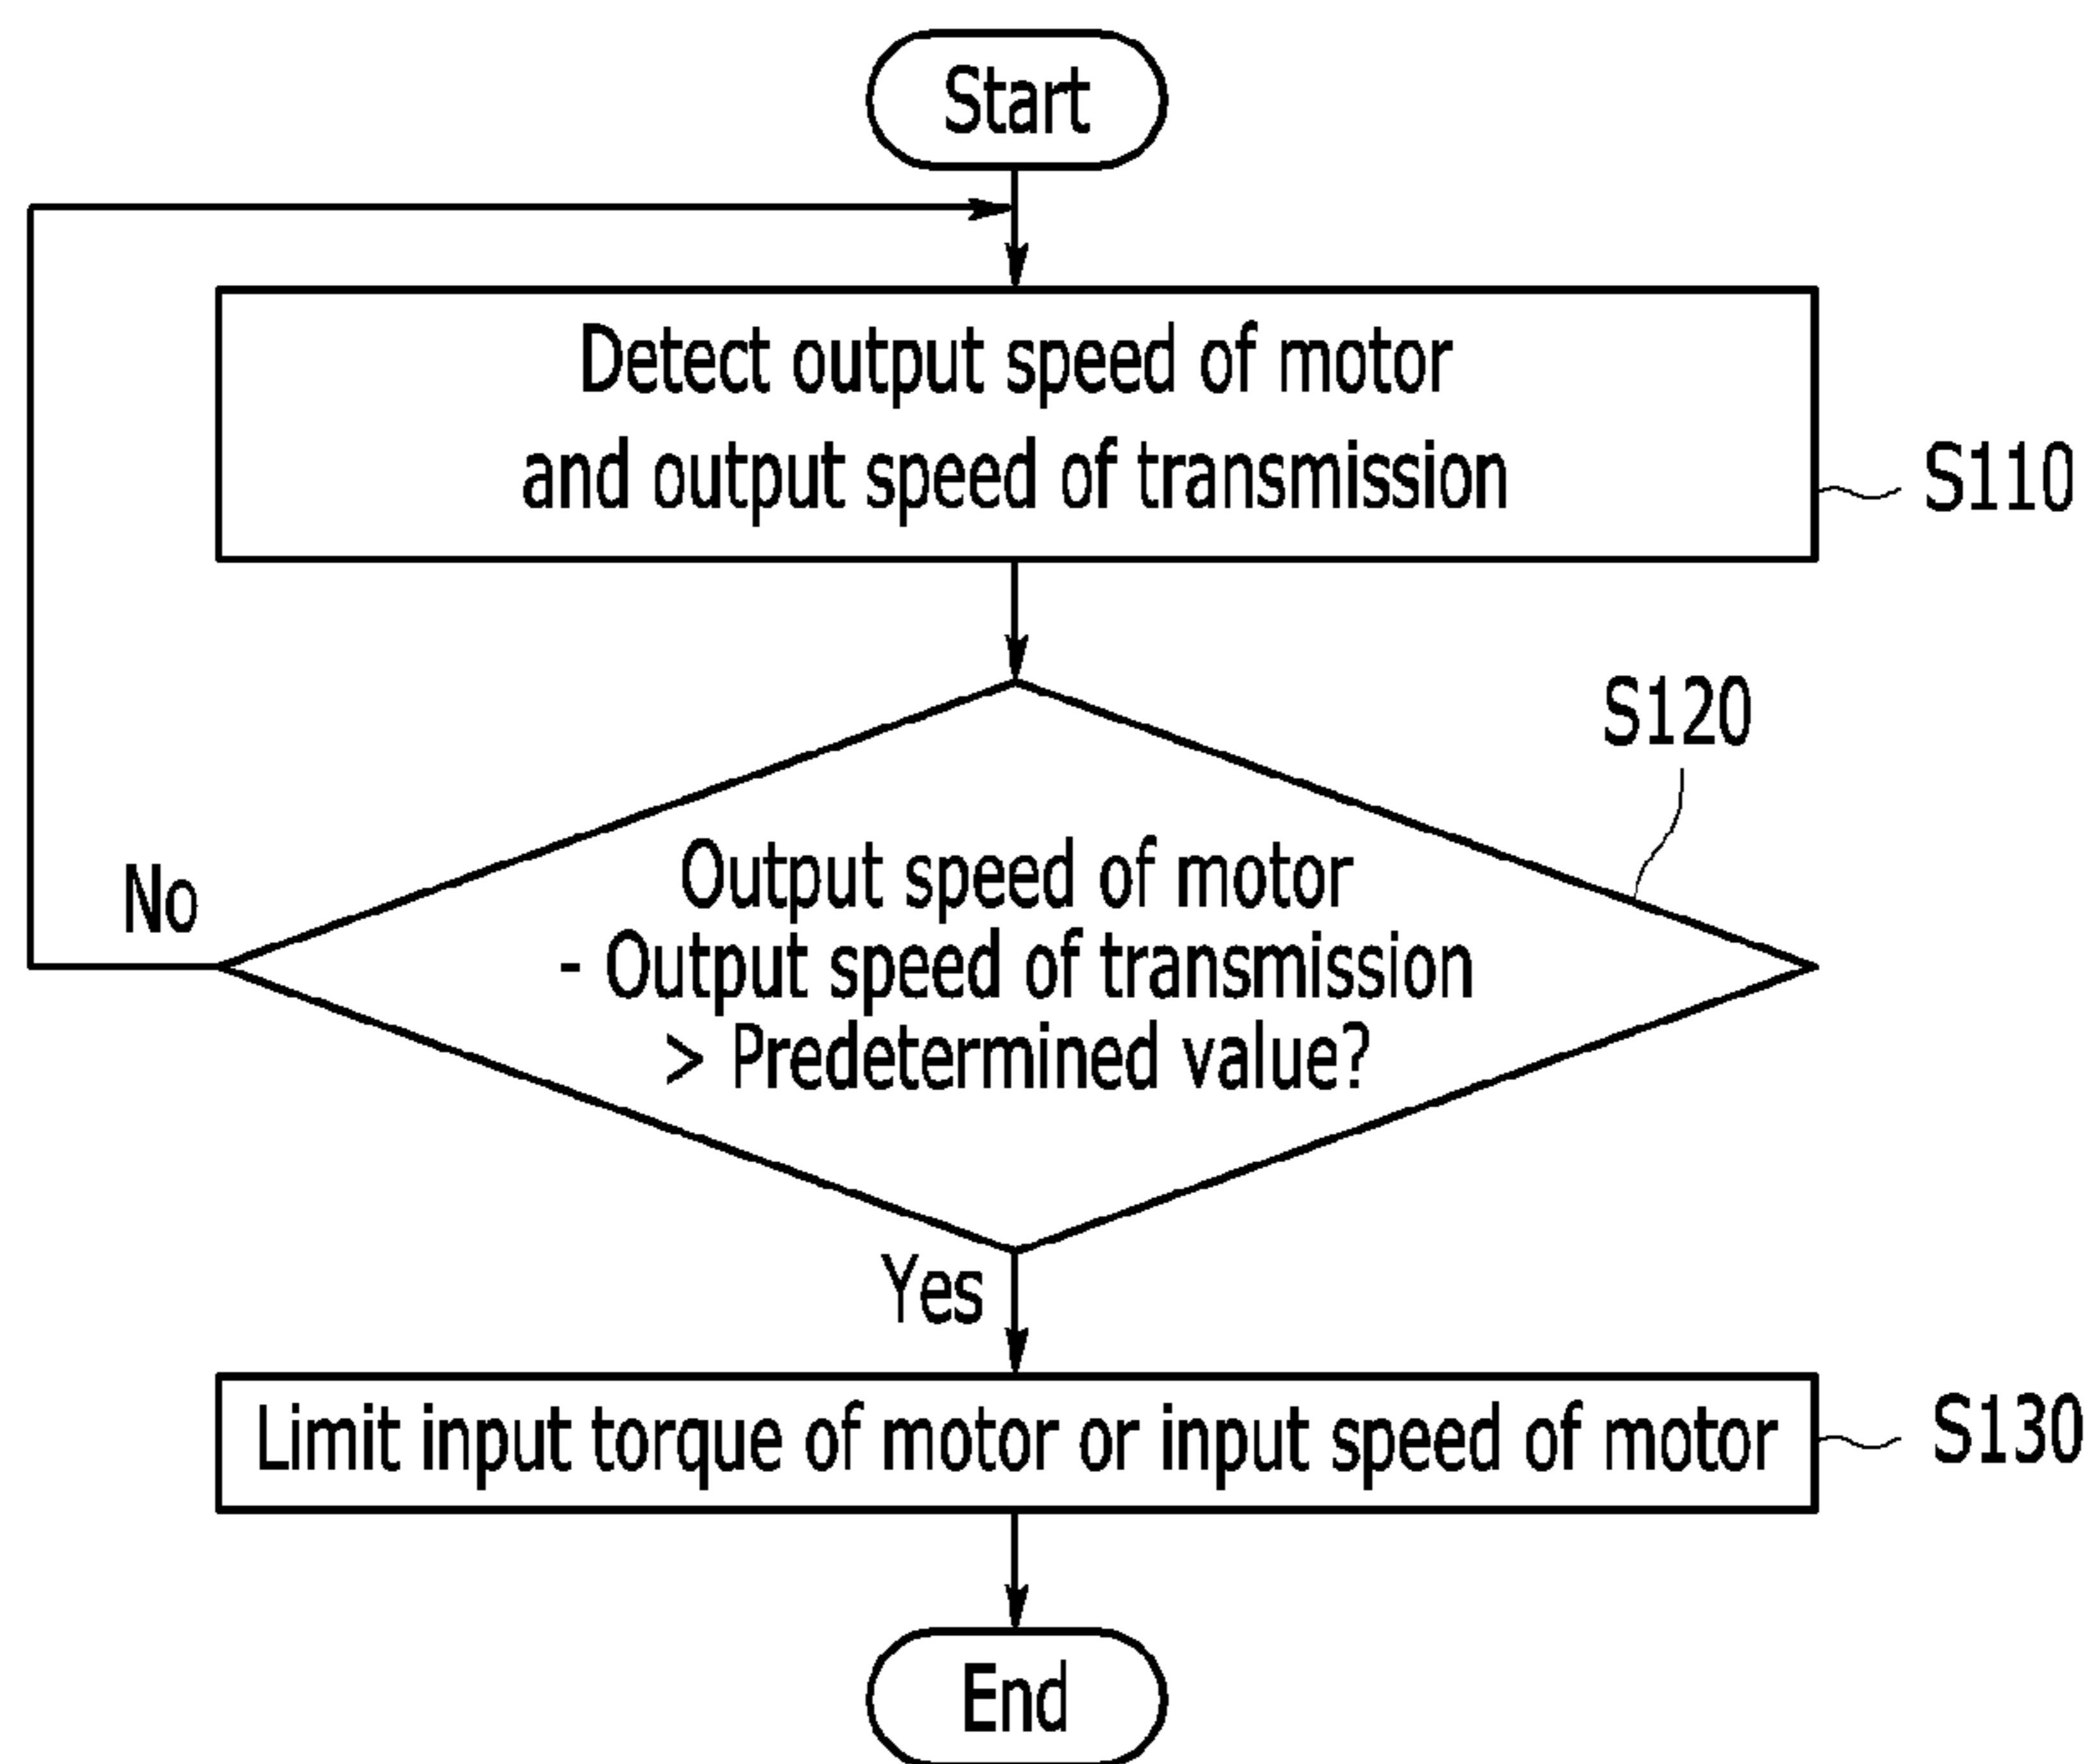 Start
Detect output speed of motor
and output speed of transmission
S110
S120
Output speed of motor
- Output speed of transmission
> Predetermined value?
No
Yes
Limit input torque of motor or input speed of motor
S130
End